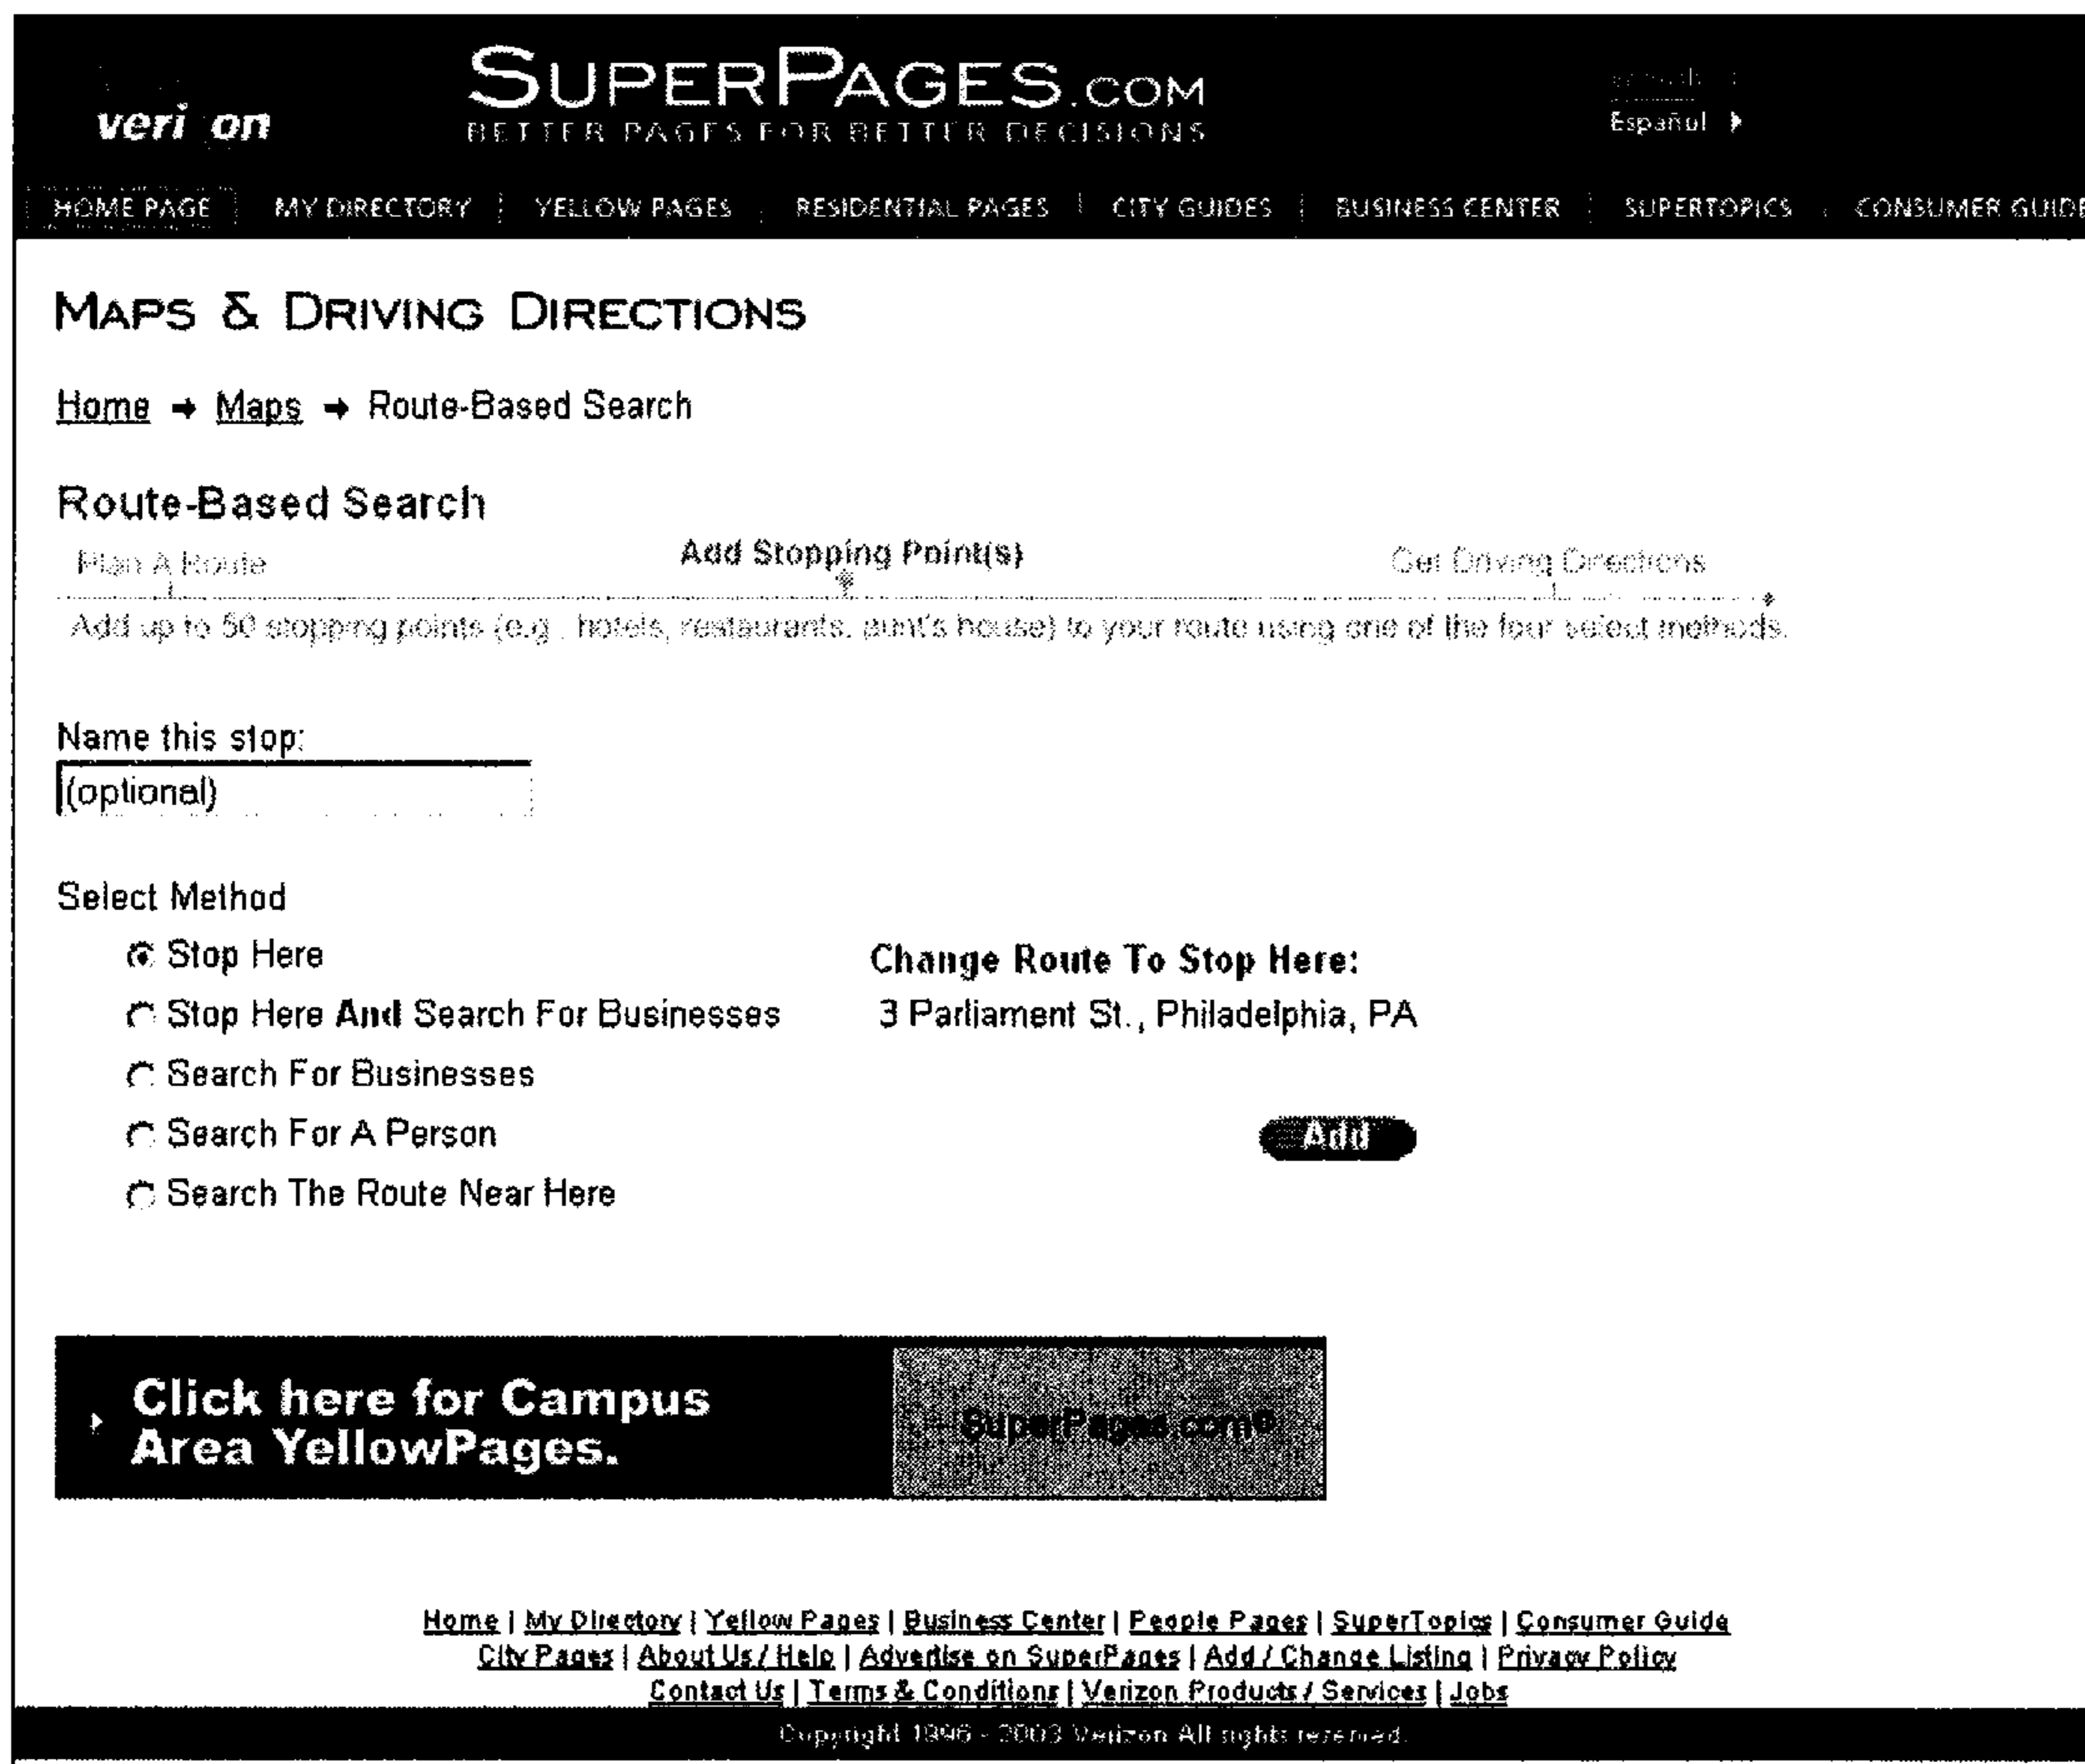 veri on
SUPERPAGES.COM
BETTER PAGES FOR BETTER DECISIONS
Español
HOME PAGE MY DIRECTORY YELLOW PAGES RESIDENTIAL PAGES CITY GUIDES BUSINESS CENTER SUPERTOPICS CONSUMER GUIDE
MAPS & DRIVING DIRECTIONS
Home → Maps → Route-Based Search
Route-Based Search
Plan A Route Add Stopping Point(s) Get Driving Directions
Add up to 50 stopping points (e.g., hotels, restaurants, aunt's house) to your route using one of the four select methods.
Name this stop:
(optional)
Select Method
Stop Here
Change Route To Stop Here:
Stop Here And Search For Businesses
3 Parliament St., Philadelphia, PA
Search For Businesses
Search For A Person
Add
Search The Route Near Here
Click here for Campus
Area YellowPages.
SuperPages.com®
Home | My Directory | Yellow Pages | Business Center | People Pages | SuperTopics | Consumer Guide
City Pages | About Us / Help | Advertise on SuperPages | Add / Change Listing | Privacy Policy
Contact Us | Terms & Conditions | Verizon Products / Services | Jobs
Copyright 1996 - 2003 Verizon All rights reserved.